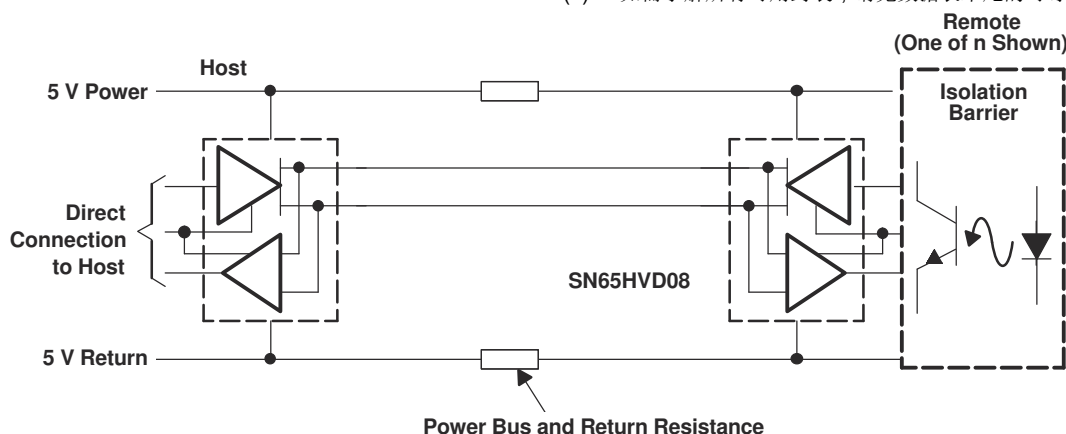 Remote
(One of n Shown)
Host
5 V Power
Isolation
Barrier
Direct
Connection
to Host
SN65HVD08
5 V Return
Power Bus and Return Resistance